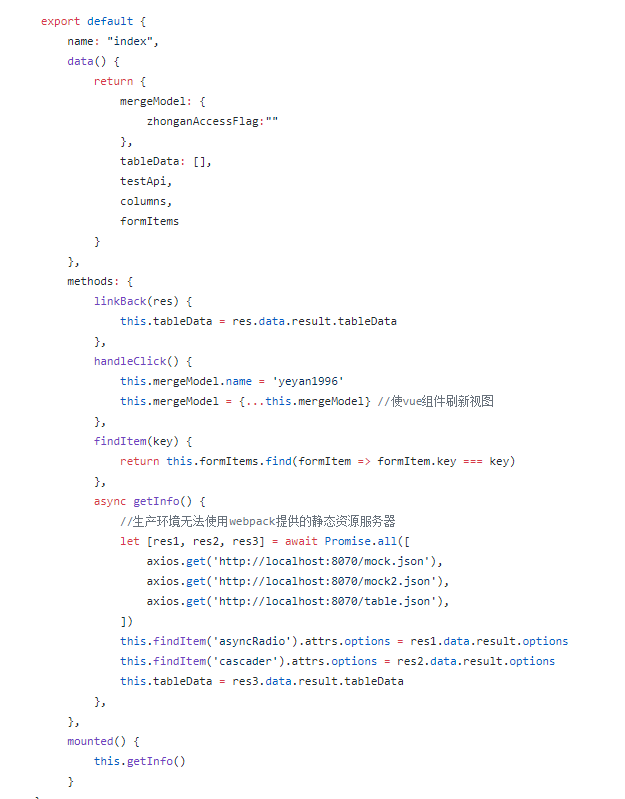 export default {
name: "index",
data() {
return {
mergeModel: {
zhonganAccessFlag:""
},
tableData: [],
testApi,
columns,
formItems
}
},
methods: {
linkBack(res) {
this.tableData = res.data.result.tableData
},
handleClick() {
this.mergeModel.name = 'yeyan1996'
this.mergeModel = {...this.mergeModel} //使vue组件刷新视图
},
findItem(key) {
return this.formItems.find(formItem => formItem.key === key)
},
async getInfo() {
//生产环境无法使用webpack提供的静态资源服务器
let [res1, res2, res3] = await Promise.all([
axios.get('http://localhost:8070/mock.json'),
axios.get('http://localhost:8070/mock2.json'),
axios.get('http://localhost:8070/table.json'),
])
this.findItem('asyncRadio').attrs.options = res1.data.result.options
this.findItem('cascader').attrs.options = res2.data.result.options
this.tableData = res3.data.result.tableData
},
},
mounted() {
this.getInfo()
}